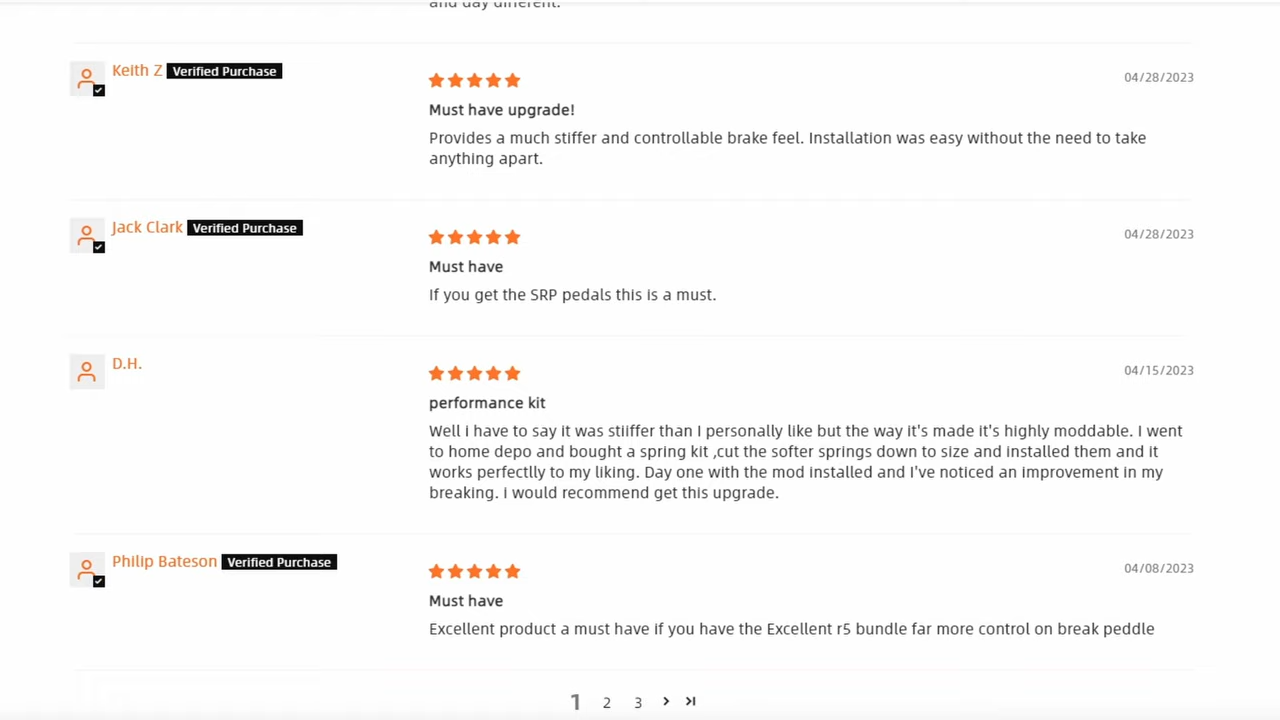 and day different.
Keith Z Verified Purchase
04/28/2023
Must have upgrade!
Provides a much stiffer and controllable brake feel. Installation was easy without the need to take
anything apart.
Jack Clark Verified Purchase
04/28/2023
Must have
If you get the SRP pedals this is a must.
D.H.
04/15/2023
performance kit
Well i have to say it was stiiffer than I personally like but the way it's made it's highly moddable. I went
to home depo and bought a spring kit ,cut the softer springs down to size and installed them and it
works perfectlly to my liking. Day one with the mod installed and I've noticed an improvement in my
breaking. i would recommend get this upgrade.
Philip Bateson Verified Purchase
04/08/2023
Must have
Excellent product a must have if you have the Excellent r5 bundle far more control on break peddle
1 2 3